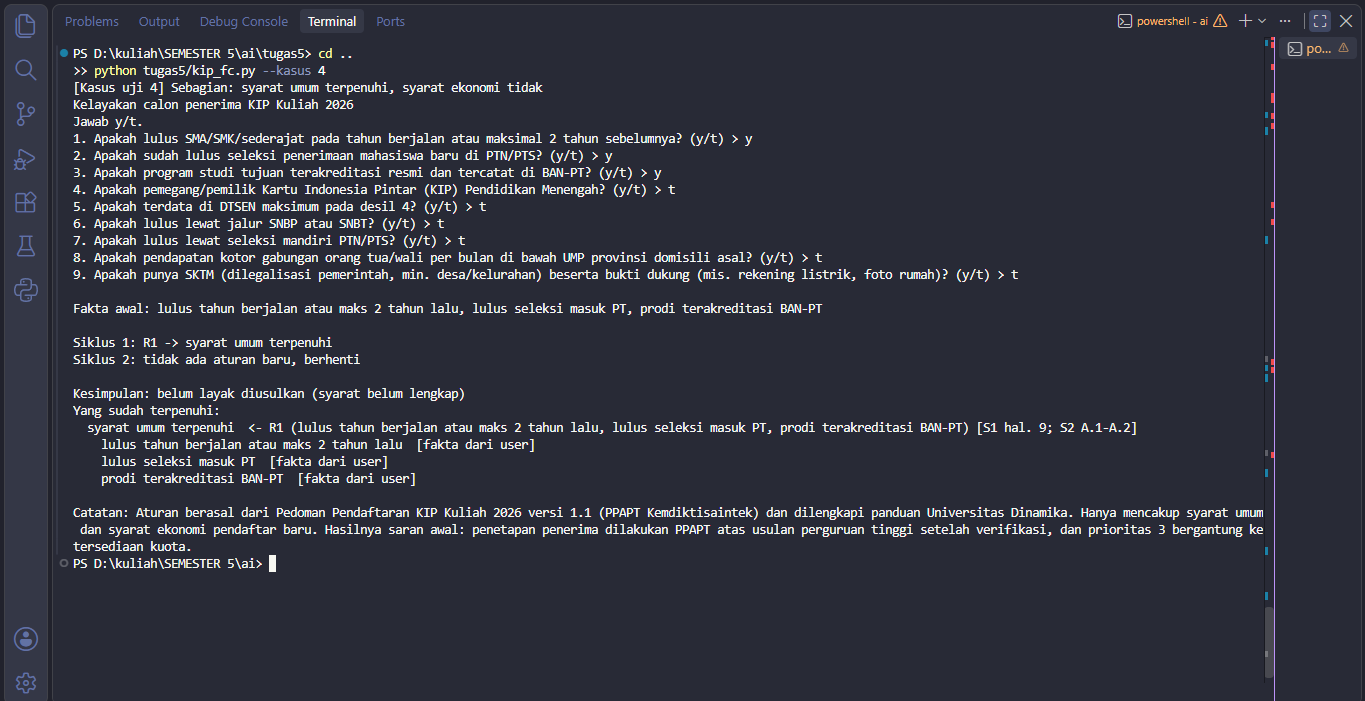 Problems Output Debug Console Terminal Ports powershell - ai
po...
PS D:\kuliah\SEMESTER 5\ai\tugas5> cd ..
>> python tugas5/kip_fc.py --kasus 4
[Kasus uji 4] Sebagian: syarat umum terpenuhi, syarat ekonomi tidak
Kelayakan calon penerima KIP Kuliah 2026
Jawab y/t.
1. Apakah lulus SMA/SMK/sederajat pada tahun berjalan atau maksimal 2 tahun sebelumnya? (y/t) > y
2. Apakah sudah lulus seleksi penerimaan mahasiswa baru di PTN/PTS? (y/t) > y
3. Apakah program studi tujuan terakreditasi resmi dan tercatat di BAN-PT? (y/t) > y
4. Apakah pemegang/pemilik Kartu Indonesia Pintar (KIP) Pendidikan Menengah? (y/t) > t
5. Apakah terdata di DTSEN maksimum pada desil 4? (y/t) > t
6. Apakah lulus lewat jalur SNBP atau SNBT? (y/t) > t
7. Apakah lulus lewat seleksi mandiri PTN/PTS? (y/t) > t
8. Apakah pendapatan kotor gabungan orang tua/wali per bulan di bawah UMP provinsi domisili asal? (y/t) > t
9. Apakah punya SKTM (dilegalisasi pemerintah, min. desa/kelurahan) beserta bukti dukung (mis. rekening listrik, foto rumah)? (y/t) > t
Fakta awal: lulus tahun berjalan atau maks 2 tahun lalu, lulus seleksi masuk PT, prodi terakreditasi BAN-PT
Siklus 1: R1 -> syarat umum terpenuhi
Siklus 2: tidak ada aturan baru, berhenti
Kesimpulan: belum layak diusulkan (syarat belum lengkap)
Yang sudah terpenuhi:
syarat umum terpenuhi <- R1 (lulus tahun berjalan atau maks 2 tahun lalu, lulus seleksi masuk PT, prodi terakreditasi BAN-PT) [S1 hal. 9; S2 A.1-A.2]
lulus tahun berjalan atau maks 2 tahun lalu [fakta dari user]
lulus seleksi masuk PT [fakta dari user]
prodi terakreditasi BAN-PT [fakta dari user]
Catatan: Aturan berasal dari Pedoman Pendaftaran KIP Kuliah 2026 versi 1.1 (PPAPT Kemdiktisaintek) dan dilengkapi panduan Universitas Dinamika. Hanya mencakup syarat umum
dan syarat ekonomi pendaftar baru. Hasilnya saran awal: penetapan penerima dilakukan PPAPT atas usulan perguruan tinggi setelah verifikasi, dan prioritas 3 bergantung ke
tersediaan kuota.
PS D:\kuliah\SEMESTER 5\ai>